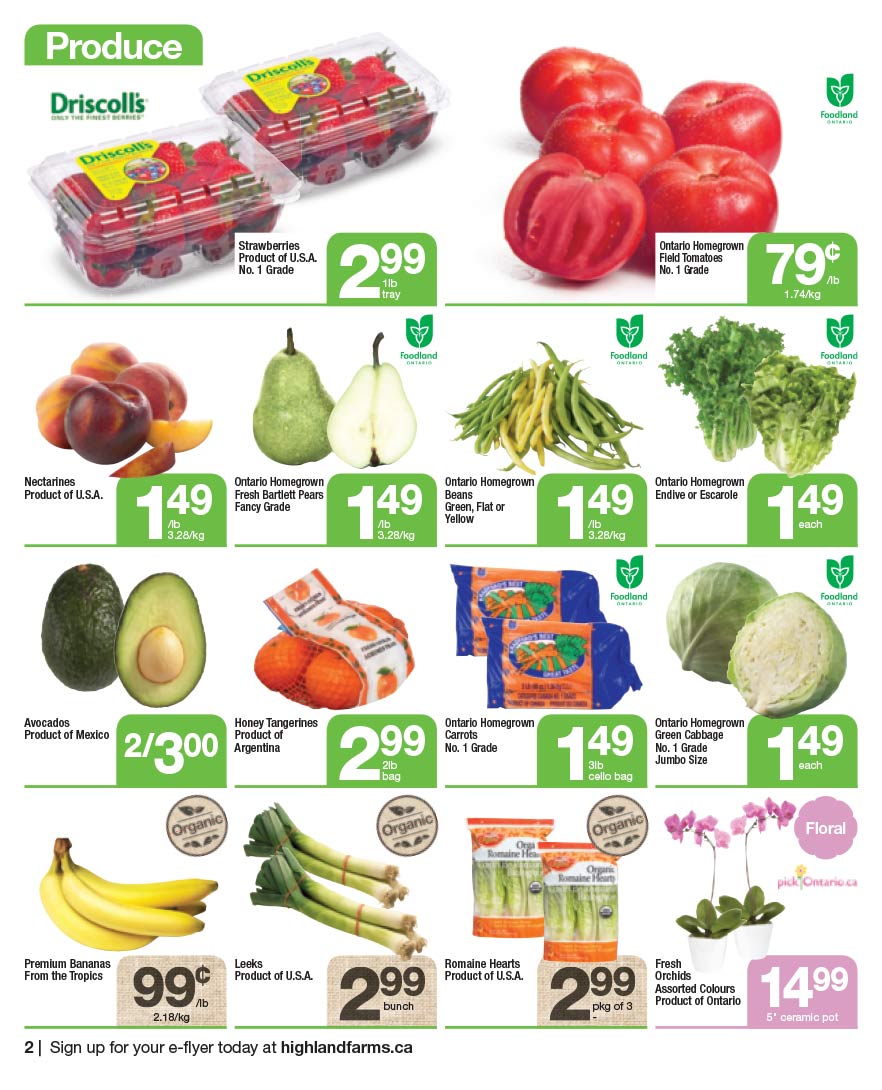 Produce
Driscoll's
ONLY THE FINEST BERRIES™
Driscoll's
Driscoll's
Strawberries
Product of U.S.A.
No. 1 Grade
2 99
1lb
tray
Foodland
ONTARIO
Ontario Homegrown
Field Tomatoes
No. 1 Grade
79¢
/lb
1.74/kg
Nectarines
Product of U.S.A.
1 49
/lb
3.28/kg
Foodland
ONTARIO
Ontario Homegrown
Fresh Bartlett Pears
Fancy Grade
1 49
/lb
3.28/kg
Foodland
ONTARIO
Ontario Homegrown
Beans
Green, Flat or
Yellow
1 49
/lb
3.28/kg
Foodland
ONTARIO
Ontario Homegrown
Endive or Escarole
1 49
each
Avocados
Product of Mexico
2/3 00
Honey Tangerines
Product of
Argentina
2 99
2lb
bag
Foodland
ONTARIO
GREAT TASTE
Ontario Homegrown
Carrots
No. 1 Grade
1 49
3lb
cello bag
Foodland
ONTARIO
Ontario Homegrown
Green Cabbage
No. 1 Grade
Jumbo Size
1 49
each
Organic
Premium Bananas
From the Tropics
99¢
/lb
2.18/kg
Organic
Leeks
Product of U.S.A.
2 99
bunch
Organic
Organic
Romaine Hearts
Romaine Hearts
Product of U.S.A.
2 99
pkg of 3
-
Floral
pickOntario.ca
Fresh
Orchids
Assorted Colours
Product of Ontario
14 99
5" ceramic pot
2 | Sign up for your e-flyer today at highlandfarms.ca